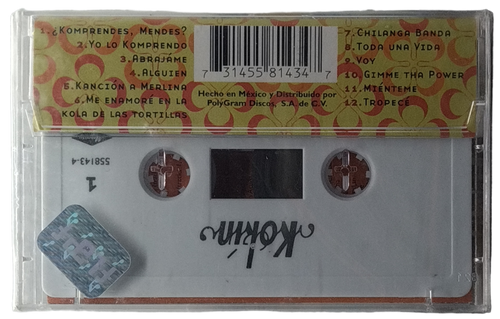 1.¿Komprendes, Mendes?
2.Yo lo Komprendo
3.Abrájame
4.Alguien
5.Kanción a Merlina
6.Me enamoré en la
kola de las tortillas
7 31455 81434 7
Hecho en México y Distribuido por
PolyGram Discos, S.A. de C.V.
7.Chilanga Banda
8.Toda una Vida
9.Voy
10.Gimme tha Power
11.Miénteme
12.Tropecé
558143-4
1
Kórin